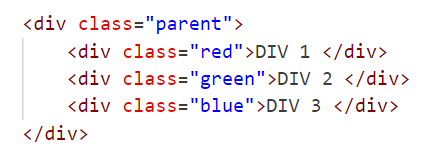 <div class="parent">
    <div class="red">DIV 1 </div>
    <div class="green">DIV 2 </div>
    <div class="blue">DIV 3 </div>
</div>